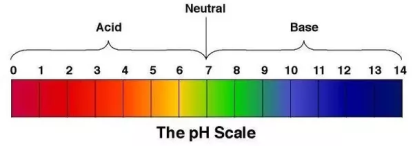 Neutral
Acid Base
0 1 2 3 4 5 6 7 8 9 10 11 12 13 14
The pH Scale